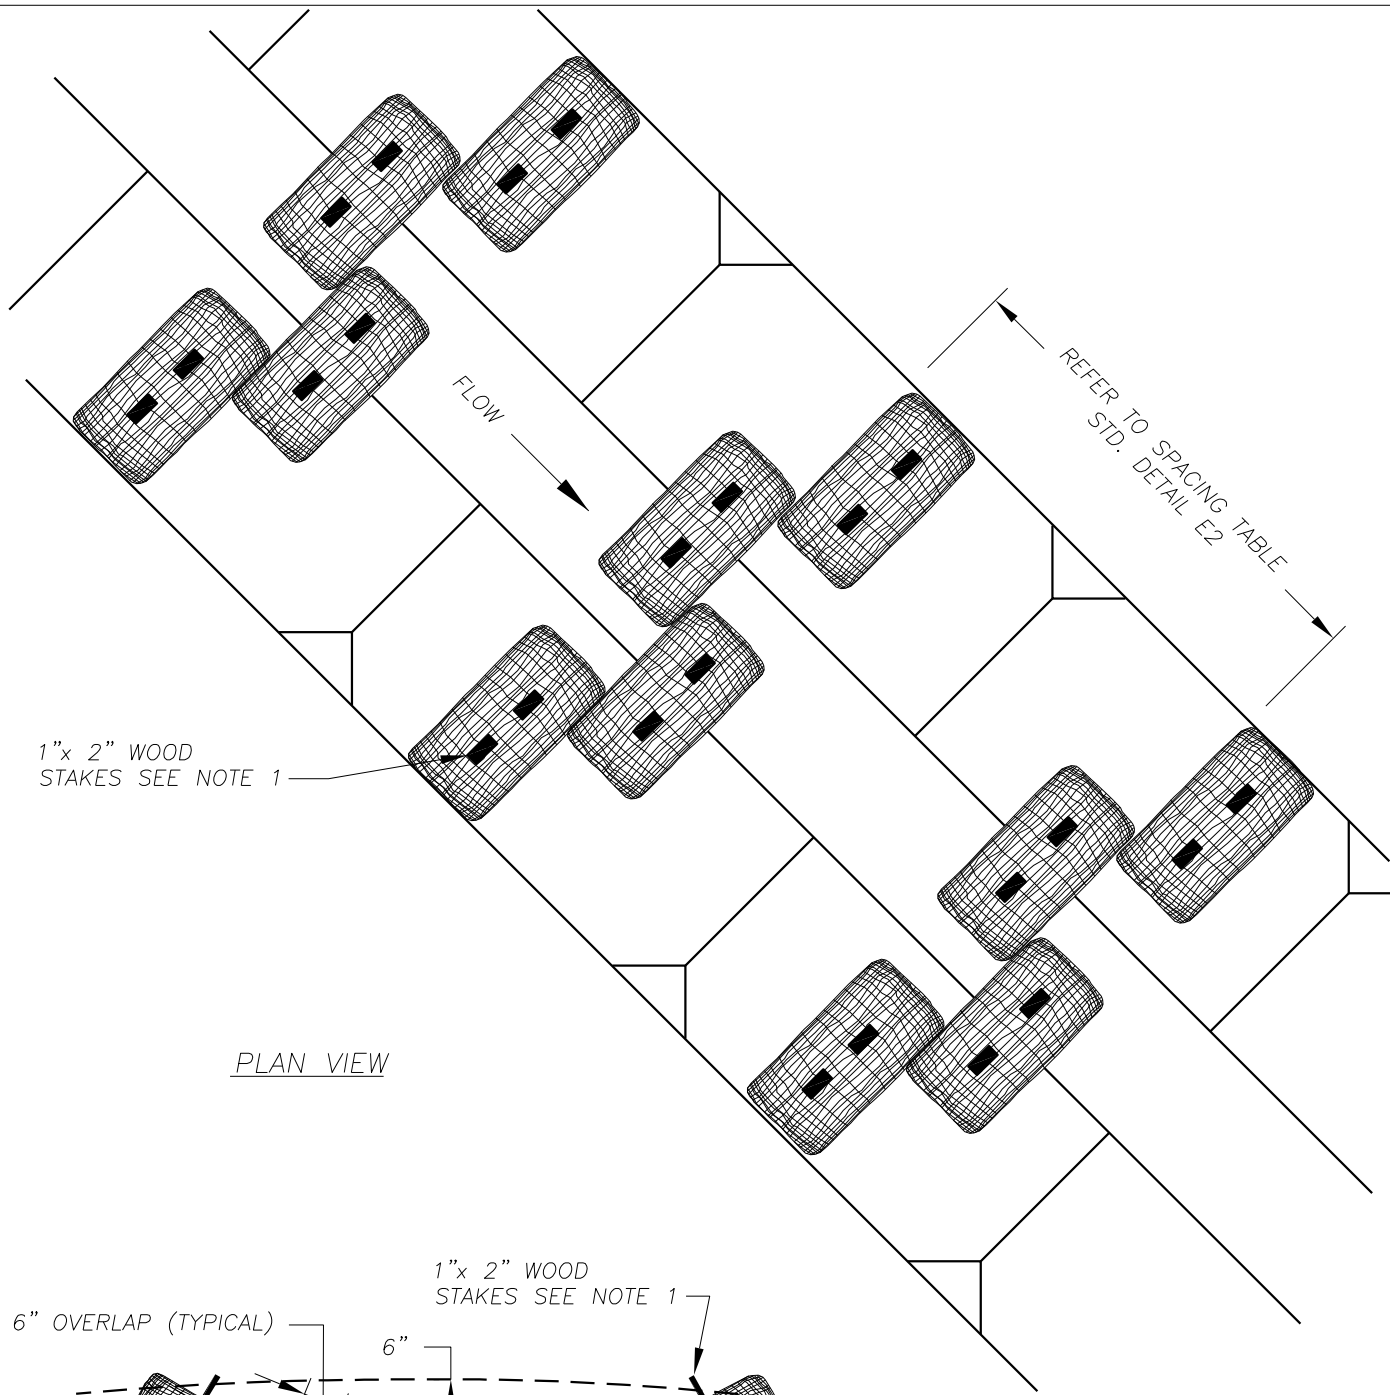 FLOW
REFER TO SPACING TABLE
STD. DETAIL E2
1”x 2” WOOD
STAKES SEE NOTE 1
PLAN VIEW
1”x 2” WOOD
STAKES SEE NOTE 1
6” OVERLAP (TYPICAL)
6”